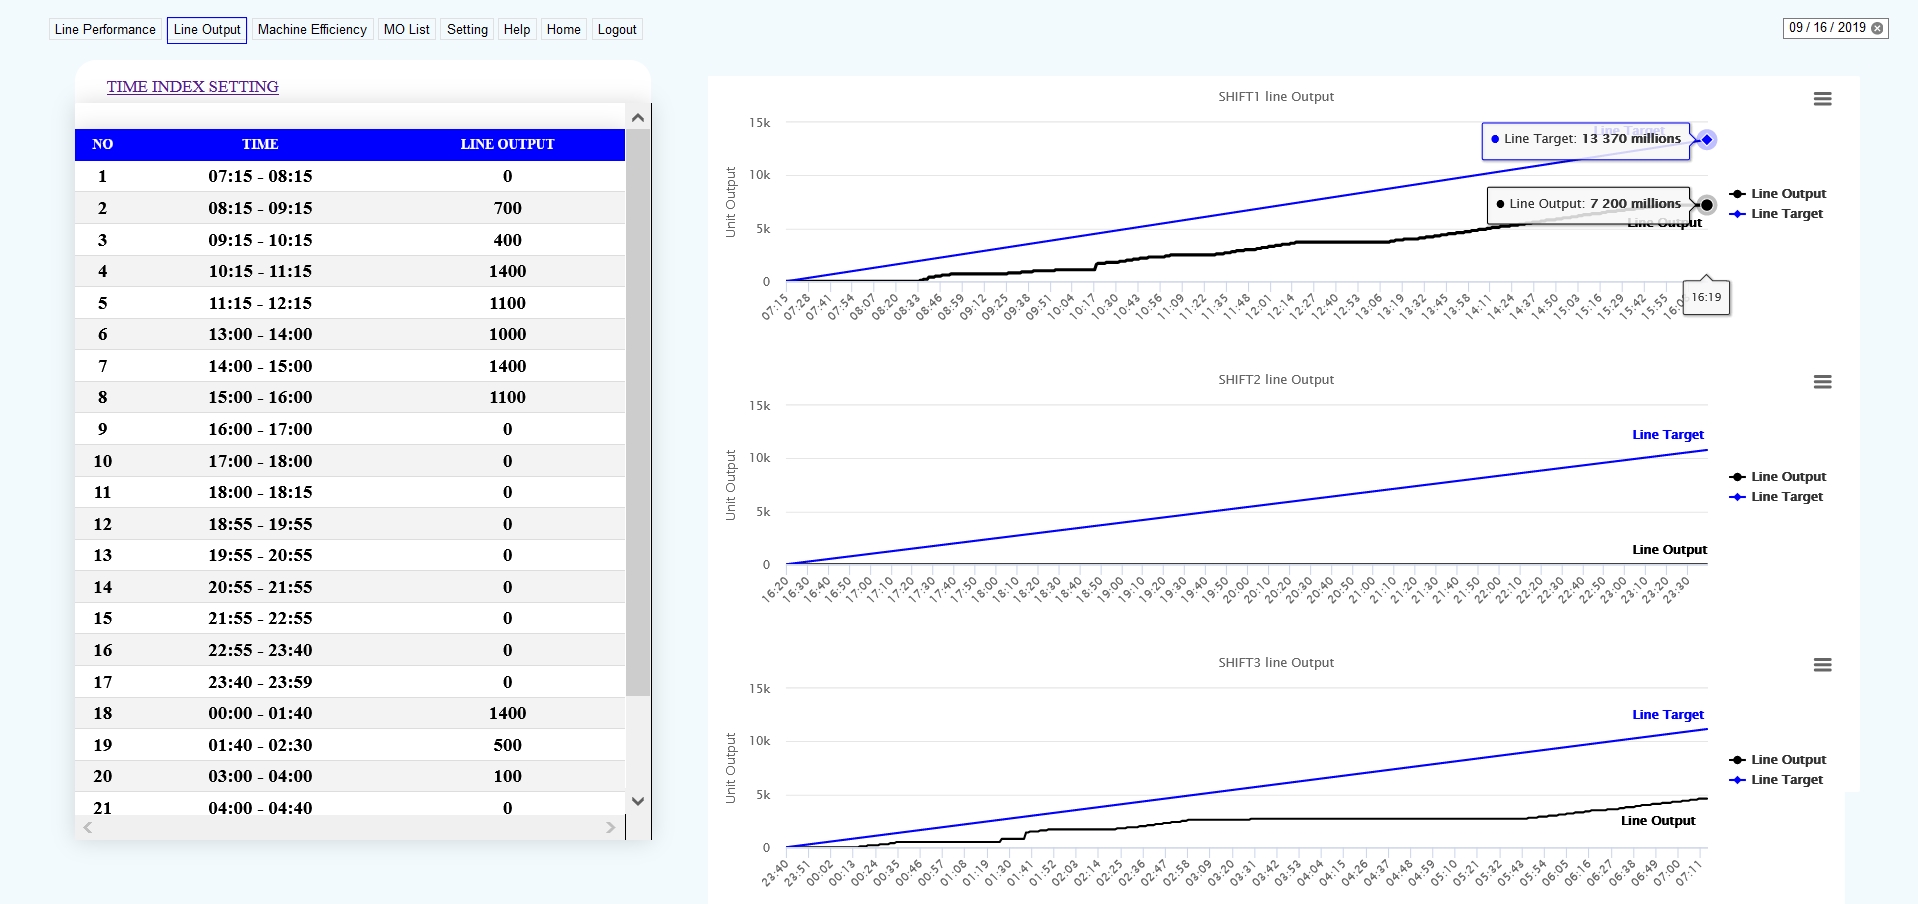 Line Performance Line Output Machine Efficiency MO List Setting Help Home Logout
09 / 16 / 2019
TIME INDEX SETTING
NO TIME LINE OUTPUT
1 07:15 - 08:15 0
2 08:15 - 09:15 700
3 09:15 - 10:15 400
4 10:15 - 11:15 1400
5 11:15 - 12:15 1100
6 13:00 - 14:00 1000
7 14:00 - 15:00 1400
8 15:00 - 16:00 1100
9 16:00 - 17:00 0
10 17:00 - 18:00 0
11 18:00 - 18:15 0
12 18:55 - 19:55 0
13 19:55 - 20:55 0
14 20:55 - 21:55 0
15 21:55 - 22:55 0
16 22:55 - 23:40 0
17 23:40 - 23:59 0
18 00:00 - 01:40 1400
19 01:40 - 02:30 500
20 03:00 - 04:00 100
21 04:00 - 04:40 0
SHIFT1 line Output
Unit Output
15k
10k
5k
0
Line Target
Line Target: 13 370 millions
Line Output: 7 200 millions
Line Output
07:15 07:28 07:41 07:54 08:07 08:20 08:33 08:46 08:59 09:12 09:25 09:38 09:51 10:04 10:17 10:30 10:43 10:56 11:09 11:22 11:35 11:48 12:01 12:14 12:27 12:40 12:53 13:06 13:19 13:32 13:45 13:58 14:11 14:24 14:37 14:50 15:03 15:16 15:29 15:42 15:55
16:19
Line Output
Line Target
SHIFT2 line Output
Unit Output
15k
10k
5k
0
Line Target
Line Output
16:20 16:30 16:40 16:50 17:00 17:10 17:20 17:30 17:40 17:50 18:00 18:10 18:20 18:30 18:40 18:50 19:00 19:10 19:20 19:30 19:40 19:50 20:00 20:10 20:20 20:30 20:40 20:50 21:00 21:10 21:20 21:30 21:40 21:50 22:00 22:10 22:20 22:30 22:40 22:50 23:00 23:10 23:20 23:30
Line Output
Line Target
SHIFT3 line Output
Unit Output
15k
10k
5k
0
Line Target
Line Output
23:40 23:51 00:02 00:13 00:24 00:35 00:46 00:57 01:08 01:19 01:30 01:41 01:52 02:03 02:14 02:25 02:36 02:47 02:58 03:09 03:20 03:31 03:42 03:53 04:04 04:15 04:26 04:37 04:48 04:59 05:10 05:21 05:32 05:43 05:54 06:05 06:16 06:27 06:38 06:49 07:00 07:11
Line Output
Line Target